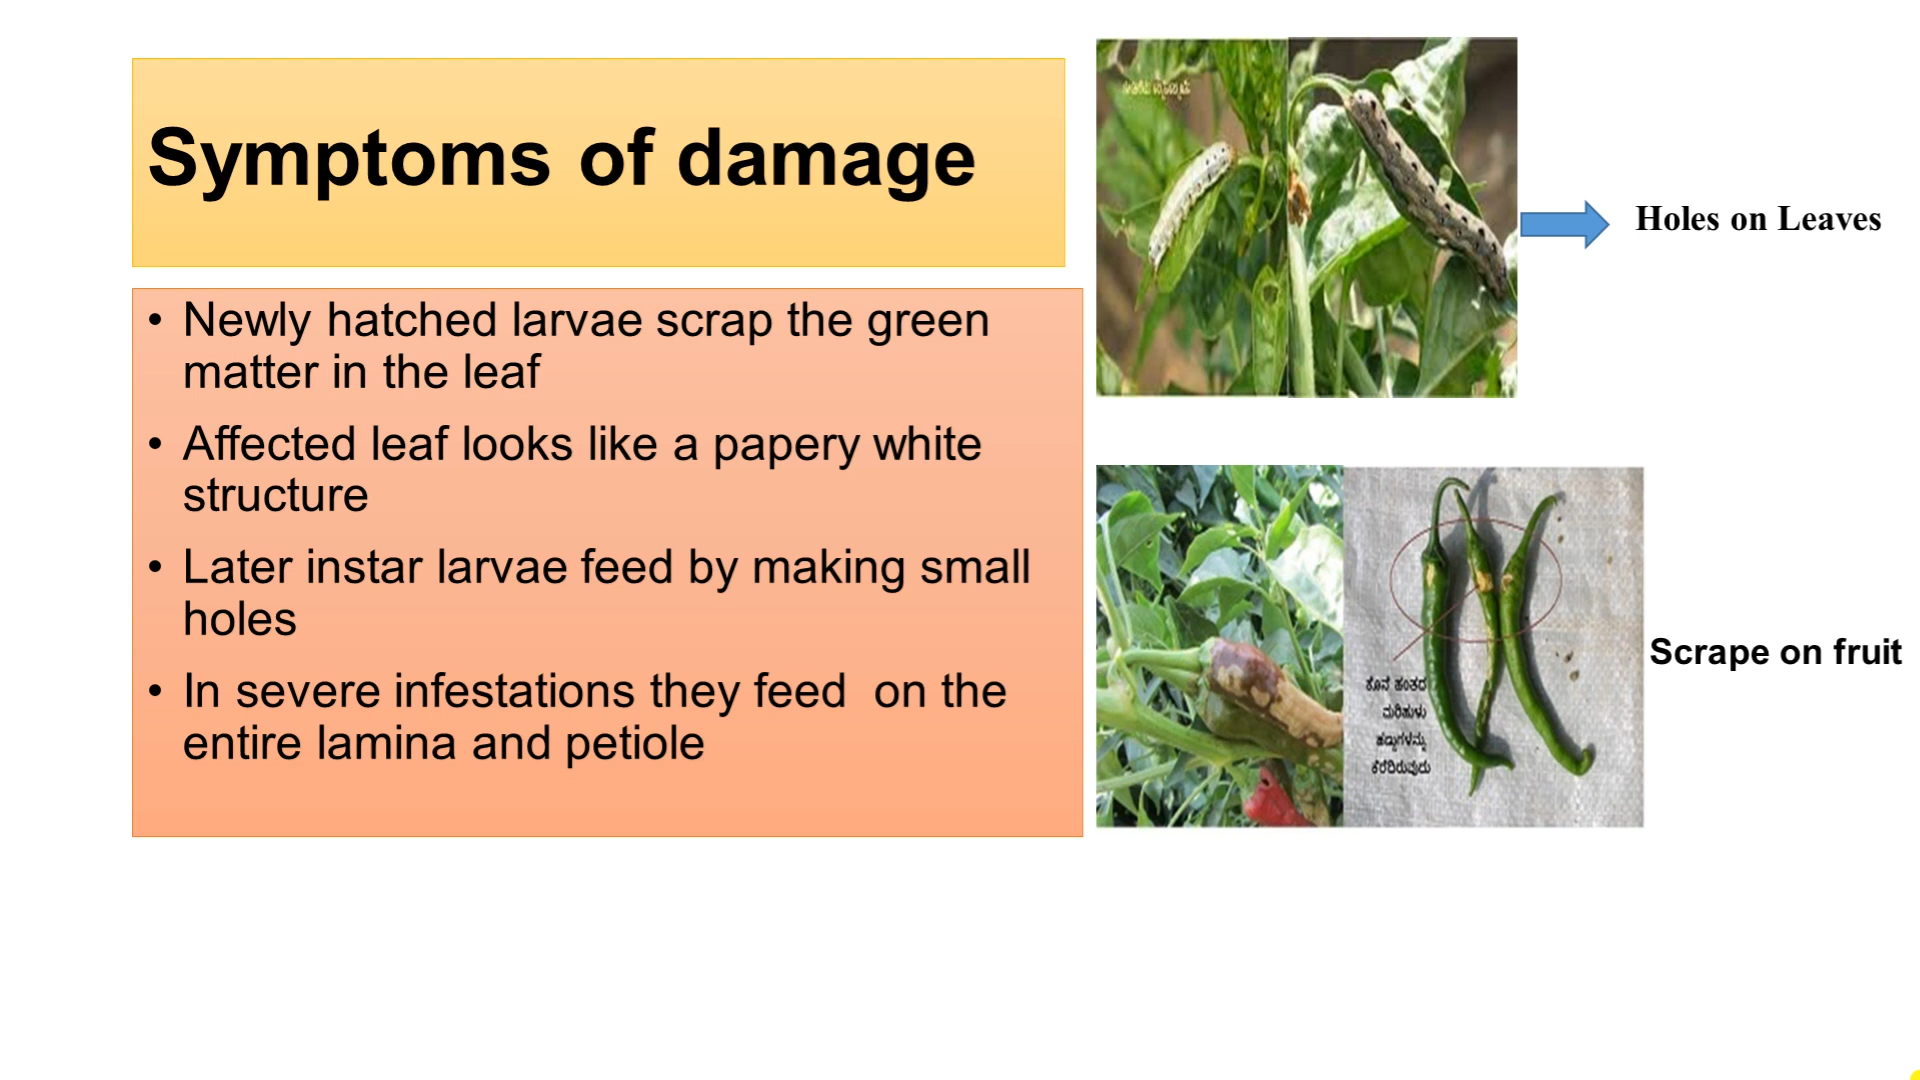 Symptoms of damage
• Newly hatched larvae scrap the green
matter in the leaf
• Affected leaf looks like a papery white
structure
• Later instar larvae feed by making small
holes
• In severe infestations they feed  on the
entire lamina and petiole
Holes on Leaves
ಕೊನೆ ಹಂತದ
ಮರಿಹುಳು
ಹಣ್ಣುಗಳನ್ನು
ಕೆರೆದಿರುವುದು
Scrape on fruit